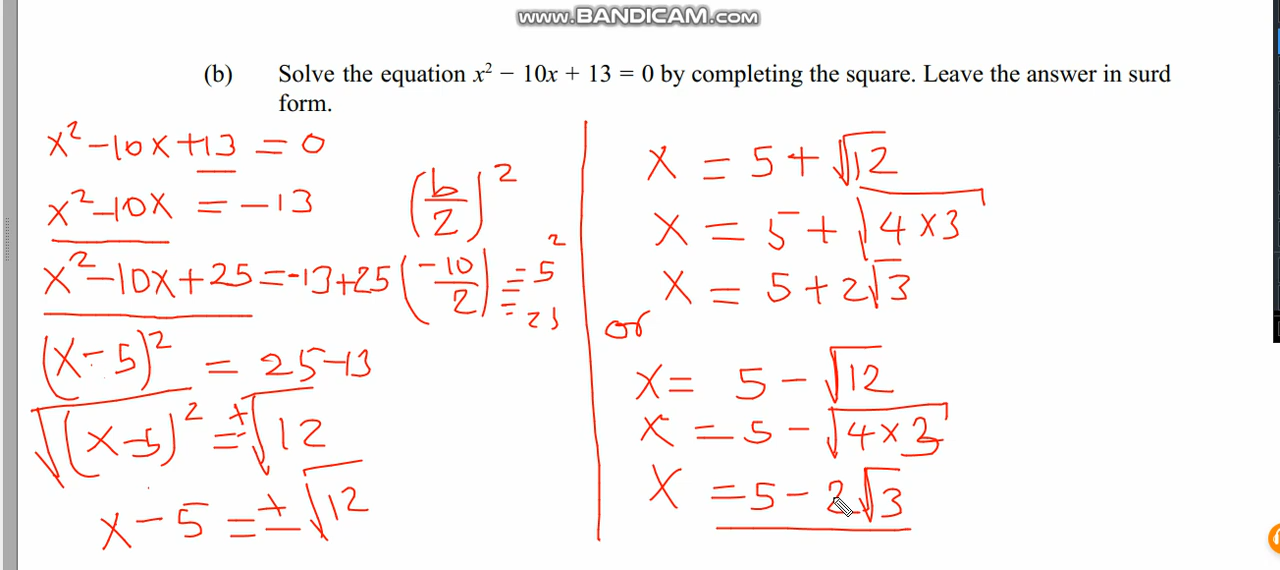 www.BANDICAM.com
(b) Solve the equation x² − 10x + 13 = 0 by completing the square. Leave the answer in surd
form.
x² − 10x + 13 = 0
x² − 10x = −13
(b/2)²
x² − 10x + 25 = −13 + 25
(−10/2) = −5²
= 25
(x − 5)² = 25 − 13
√(x − 5)² = ±√12
x − 5 = ±√12
x = 5 + √12
x = 5 + √4 × 3
x = 5 + 2√3
or
x = 5 − √12
x = 5 − √4 × 3
x = 5 − 2√3